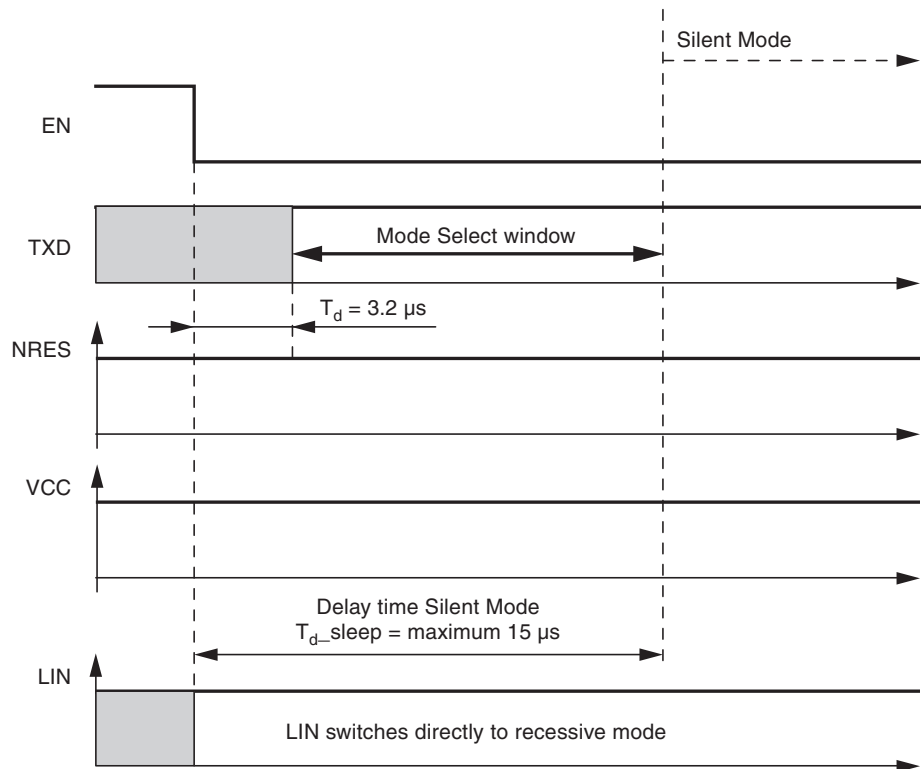 Silent Mode
EN
TXD
Mode Select window
T_d = 3.2 µs
NRES
VCC
Delay time Silent Mode
T_d_sleep = maximum 15 µs
LIN
LIN switches directly to recessive mode